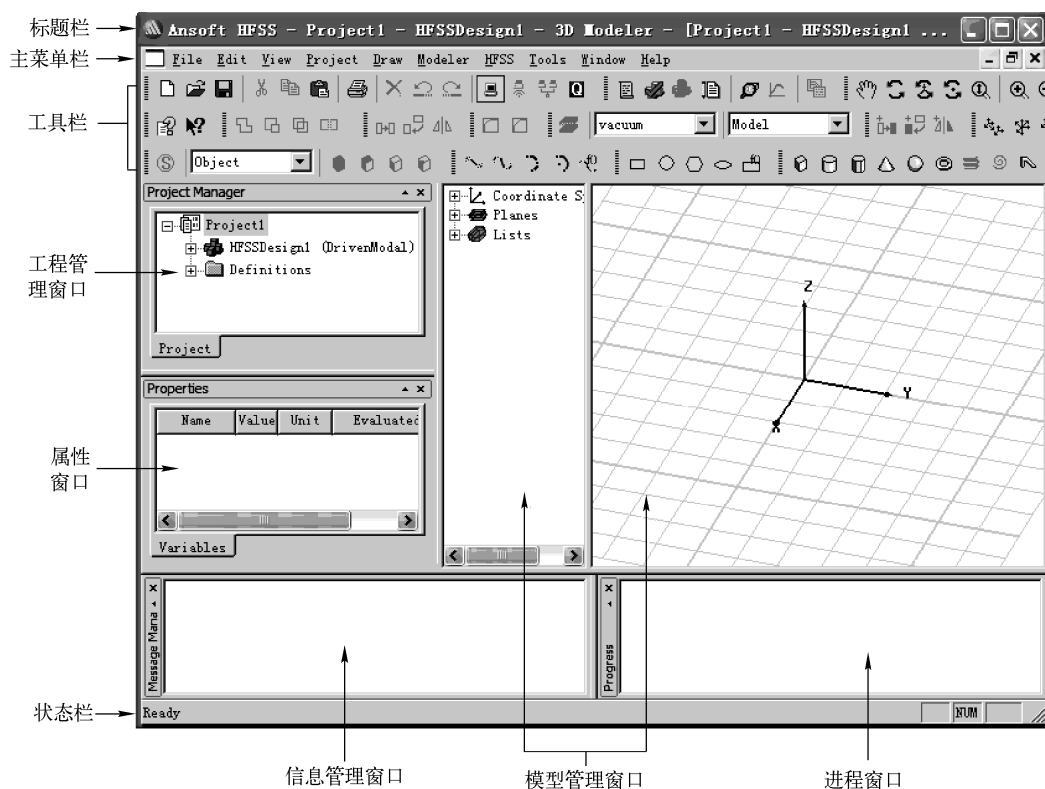 标题栏
Ansoft HFSS - Project1 - HFSSDesign1 - 3D Modeler - [Project1 - HFSSDesign1 ...
主菜单栏
File Edit View Project Draw Modeler HFSS Tools Window Help
工具栏
vacuum Model
Object
Project Manager
Project1
HFSSDesign1 (DrivenModal)
Definitions
Project
工程管
理窗口
Coordinate S
Planes
Lists
Z
Y
X
Properties
Name Value Unit Evaluated
属性
窗口
Variables
Message Mana
Progress
状态栏
Ready NUM
信息管理窗口
模型管理窗口
进程窗口